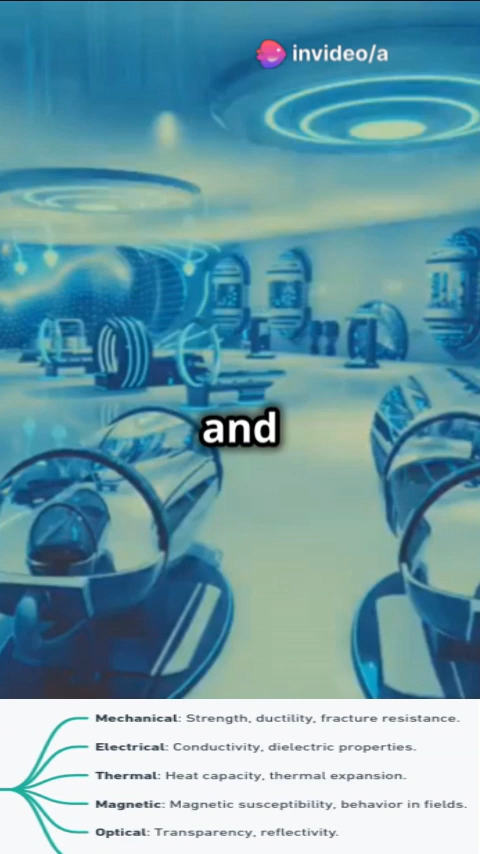 invideo/a
and
Mechanical: Strength, ductility, fracture resistance.
Electrical: Conductivity, dielectric properties.
Thermal: Heat capacity, thermal expansion.
Magnetic: Magnetic susceptibility, behavior in fields.
Optical: Transparency, reflectivity.